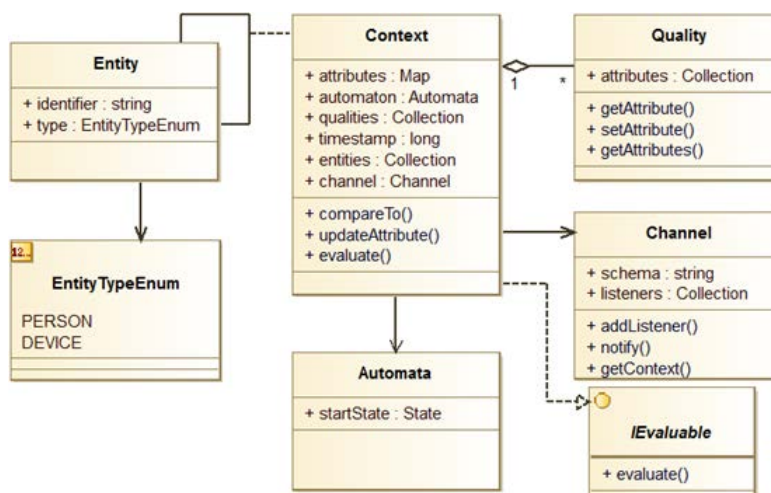 Entity
+ identifier : string
+ type : EntityTypeEnum
12...
EntityTypeEnum
PERSON
DEVICE
Context
+ attributes : Map
+ automaton : Automata
+ qualities : Collection
+ timestamp : long
+ entities : Collection
+ channel : Channel
+ compareTo()
+ updateAttribute()
+ evaluate()
1
*
Quality
+ attributes : Collection
+ getAttribute()
+ setAttribute()
+ getAttributes()
Channel
+ schema : string
+ listeners : Collection
+ addListener()
+ notify()
+ getContext()
Automata
+ startState : State
IEvaluable
+ evaluate()